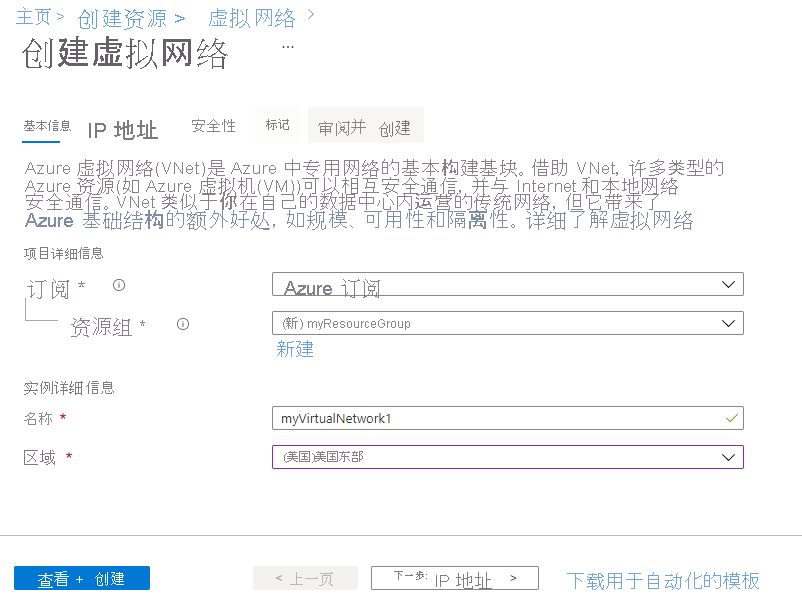 主页 > 创建资源 > 虚拟网络 >
创建虚拟网络 ...
基本信息 IP 地址 安全性 标记 审阅并 创建
Azure 虚拟网络(VNet)是 Azure 中专用网络的基本构建基块。借助 VNet, 许多类型的
Azure 资源(如 Azure 虚拟机(VM))可以相互安全通信, 并与 Internet 和本地网络
安全通信。VNet 类似于你在自己的数据中心内运营的传统网络, 但它带来了
Azure 基础结构的额外好处, 如规模、可用性和隔离性。详细了解虚拟网络
项目详细信息
订阅 * Azure 订阅
资源组 * (新) myResourceGroup
新建
实例详细信息
名称 * myVirtualNetwork1
区域 * (美国)美国东部
查看 + 创建 < 上一页 下一步: IP 地址 > 下载用于自动化的模板